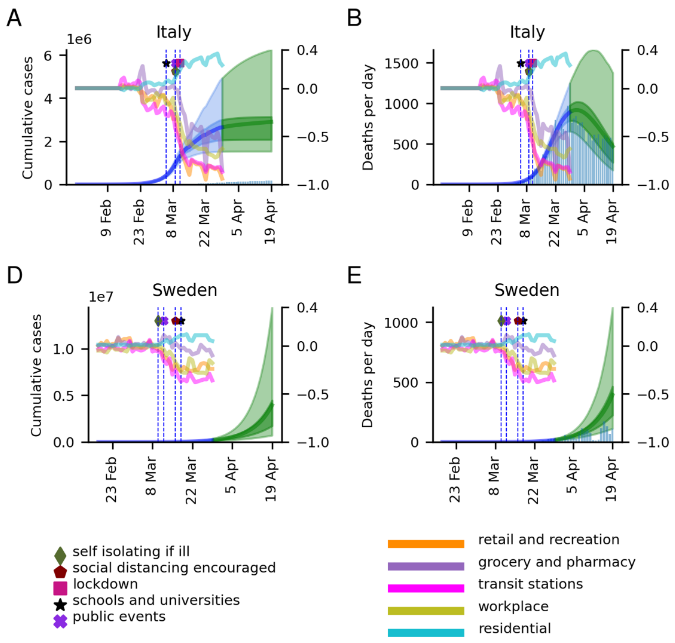 A
B
Italy
Italy
1e6
Cumulative cases
6
4
2
0
0.4
0.0
−0.5
−1.0
9 Feb
23 Feb
8 Mar
22 Mar
5 Apr
19 Apr
Deaths per day
1500
1000
500
0
0.4
0.0
−0.5
−1.0
9 Feb
23 Feb
8 Mar
22 Mar
5 Apr
19 Apr
D
E
Sweden
Sweden
1e7
Cumulative cases
1.0
0.5
0.0
0.4
0.0
−0.5
−1.0
23 Feb
8 Mar
22 Mar
5 Apr
19 Apr
Deaths per day
1000
500
0
0.4
0.0
−0.5
−1.0
23 Feb
8 Mar
22 Mar
5 Apr
19 Apr
self isolating if ill
social distancing encouraged
lockdown
schools and universities
public events
retail and recreation
grocery and pharmacy
transit stations
workplace
residential